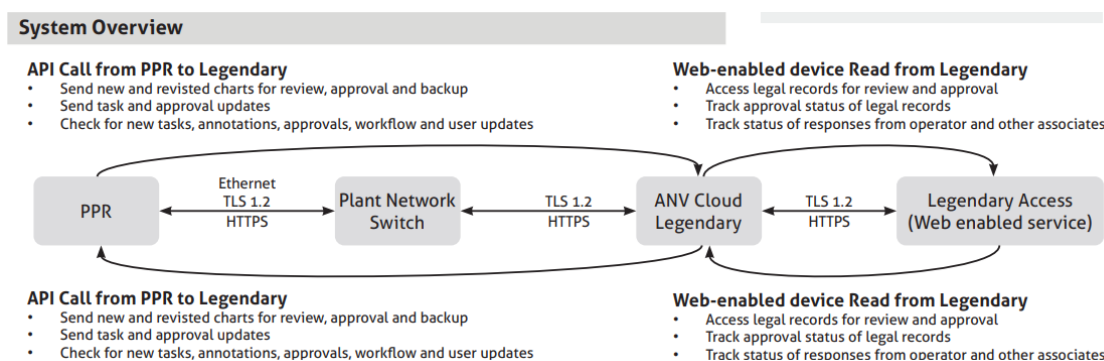 System Overview
API Call from PPR to Legendary
• Send new and revisted charts for review, approval and backup
• Send task and approval updates
• Check for new tasks, annotations, approvals, workflow and user updates
Web-enabled device Read from Legendary
• Access legal records for review and approval
• Track approval status of legal records
• Track status of responses from operator and other associates
PPR
Ethernet
TLS 1.2
HTTPS
Plant Network
Switch
TLS 1.2
HTTPS
ANV Cloud
Legendary
TLS 1.2
HTTPS
Legendary Access
(Web enabled service)
API Call from PPR to Legendary
• Send new and revisted charts for review, approval and backup
• Send task and approval updates
• Check for new tasks, annotations, approvals, workflow and user updates
Web-enabled device Read from Legendary
• Access legal records for review and approval
• Track approval status of legal records
• Track status of responses from operator and other associates